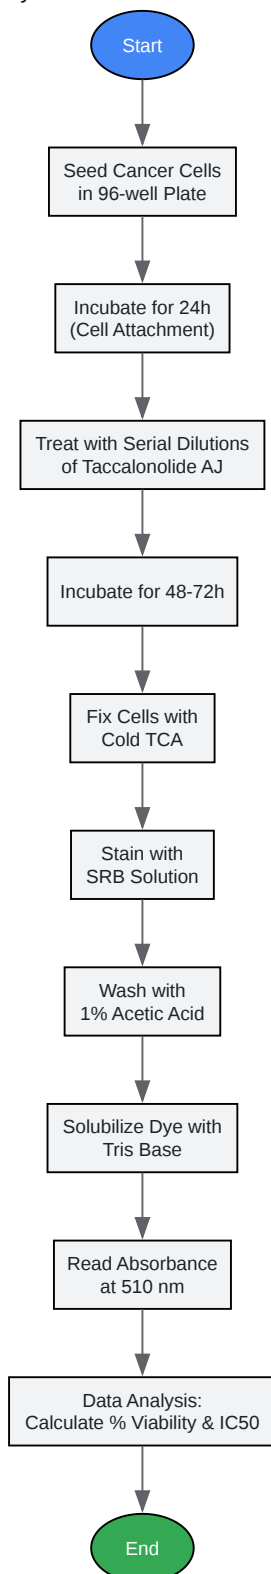 Start
Seed Cancer Cells
in 96-well Plate
Incubate for 24h
(Cell Attachment)
Treat with Serial Dilutions
of Taccalonolide AJ
Incubate for 48-72h
Fix Cells with
Cold TCA
Stain with
SRB Solution
Wash with
1% Acetic Acid
Solubilize Dye with
Tris Base
Read Absorbance
at 510 nm
Data Analysis:
Calculate % Viability & IC50
End